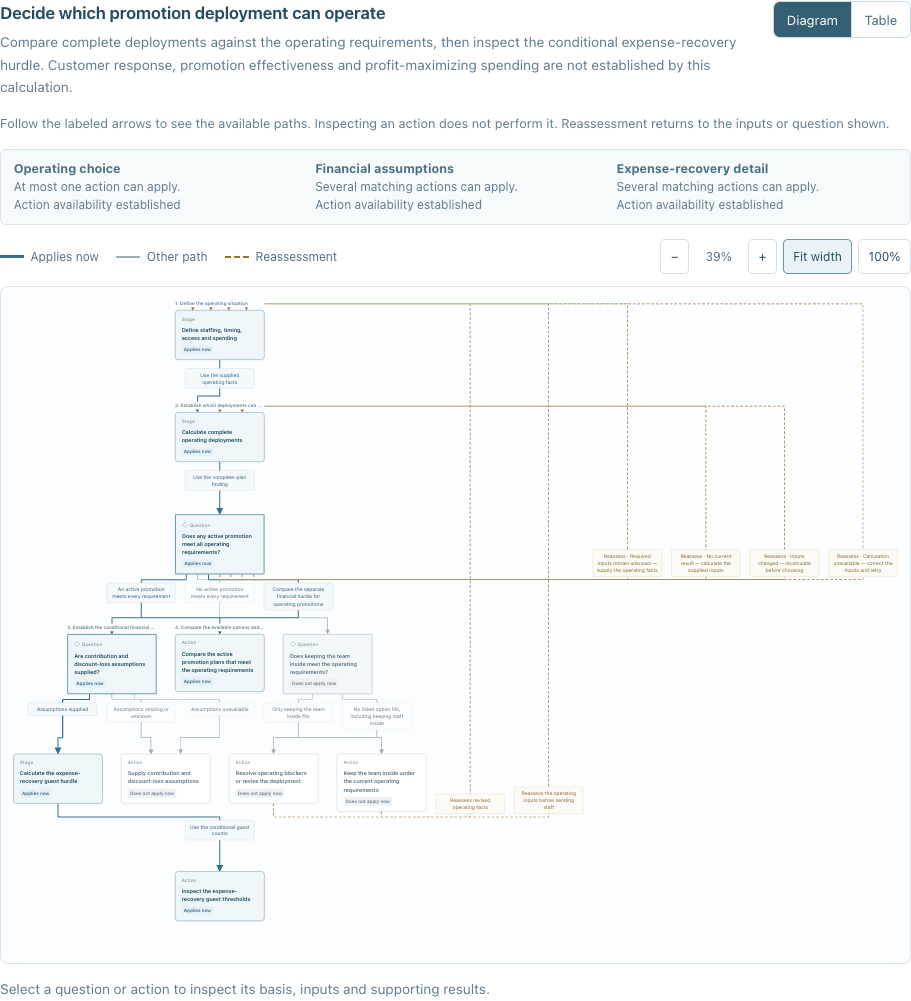 Decide which promotion deployment can operate
Diagram
Table
Compare complete deployments against the operating requirements, then inspect the conditional expense-recovery
hurdle. Customer response, promotion effectiveness and profit-maximizing spending are not established by this
calculation.
Follow the labeled arrows to see the available paths. Inspecting an action does not perform it. Reassessment returns to the inputs or question shown.
Operating choice
At most one action can apply.
Action availability established
Financial assumptions
Several matching actions can apply.
Action availability established
Expense-recovery detail
Several matching actions can apply.
Action availability established
Applies now
Other path
Reassessment
−
39%
+
Fit width
100%
1. Define the operating situation
Stage
Define staffing, timing,
access and spending
Applies now
Use the supplied
operating facts
2. Establish which deployments can ...
Stage
Calculate complete
operating deployments
Applies now
Use the complete-plan
finding
Question
Does any active promotion
meet all operating
requirements?
Applies now
Reassess · Required
inputs remain unknown —
supply the operating facts
Reassess · No current
result — calculate the
supplied inputs
Reassess · Inputs
changed — recalculate
before choosing
Reassess · Calculation
unavailable — correct the
inputs and retry
An active promotion
meets every requirement
No active promotion
meets every requirement
Compare the separate
financial hurdle for
operating promotions
3. Establish the conditional financial ...
Question
Are contribution and
discount-loss assumptions
supplied?
Applies now
4. Compare the available options and...
Action
Compare the active
promotion plans that meet
the operating requirements
Applies now
Question
Does keeping the team
inside meet the operating
requirements?
Does not apply now
Assumptions supplied
Assumptions missing or
unknown
Assumptions unavailable
Only keeping the team
inside fits
No listed option fits,
including keeping staff
inside
Stage
Calculate the expense-
recovery guest hurdle
Applies now
Action
Supply contribution and
discount-loss assumptions
Does not apply now
Action
Resolve operating blockers
or revise the deployment
Does not apply now
Action
Keep the team inside under
the current operating
requirements
Does not apply now
Reassess revised
operating facts
Reassess the operating
inputs before sending
staff
Use the conditional guest
counts
Action
Inspect the expense-
recovery guest thresholds
Applies now
Select a question or action to inspect its basis, inputs and supporting results.